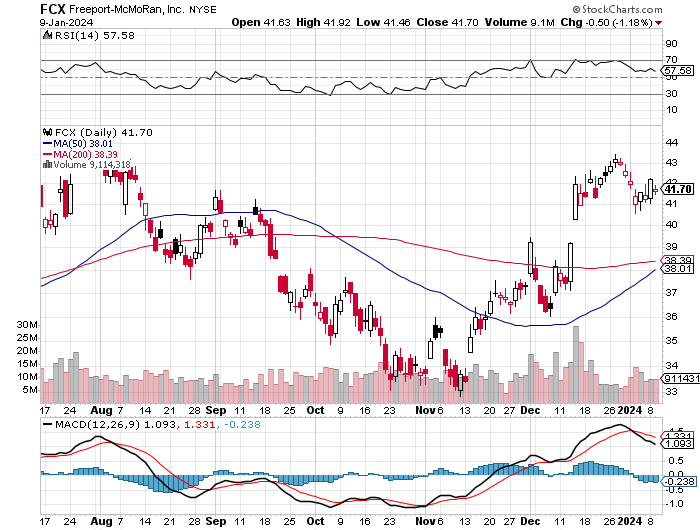 FCX Freeport-McMoRan, Inc. NYSE
© StockCharts.com
9-Jan-2024
Open 41.63 High 41.92 Low 41.46 Close 41.70 Volume 9.1M Chg -0.50 (-1.18%)
RSI(14) 57.58
90
70
57.58
50
30
10
FCX (Daily) 41.70
MA(50) 38.01
MA(200) 38.39
Volume 9,114,318
44
43
42
41.70
41
40
39
38.39
38.01
37
36
35
34
33
9114318
30M
25M
20M
15M
10M
5M
17 24 Aug 7 14 21 28 Sep 11 18 25 Oct 9 16 23 Nov 6 13 20 27 Dec 11 18 26 2024 8
MACD(12,26,9) 1.093, 1.331, -0.238
1.331
1.093
0.5
0.0
-0.238
-0.5
-1.0
17 24 Aug 7 14 21 28 Sep 11 18 25 Oct 9 16 23 Nov 6 13 20 27 Dec 11 18 26 2024 8